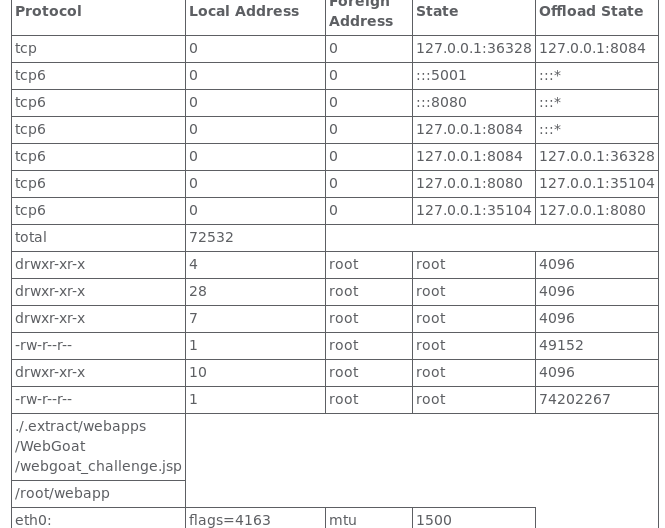 Protocol Local Address Foreign Address State Offload State
tcp 0 0 127.0.0.1:36328 127.0.0.1:8084
tcp6 0 0 :::5001 :::*
tcp6 0 0 :::8080 :::*
tcp6 0 0 127.0.0.1:8084 :::*
tcp6 0 0 127.0.0.1:8084 127.0.0.1:36328
tcp6 0 0 127.0.0.1:8080 127.0.0.1:35104
tcp6 0 0 127.0.0.1:35104 127.0.0.1:8080
total 72532
drwxr-xr-x 4 root root 4096
drwxr-xr-x 28 root root 4096
drwxr-xr-x 7 root root 4096
-rw-r--r-- 1 root root 49152
drwxr-xr-x 10 root root 4096
-rw-r--r-- 1 root root 74202267
./.extract/webapps
/WebGoat
/webgoat_challenge.jsp
/root/webapp
eth0: flags=4163 mtu 1500